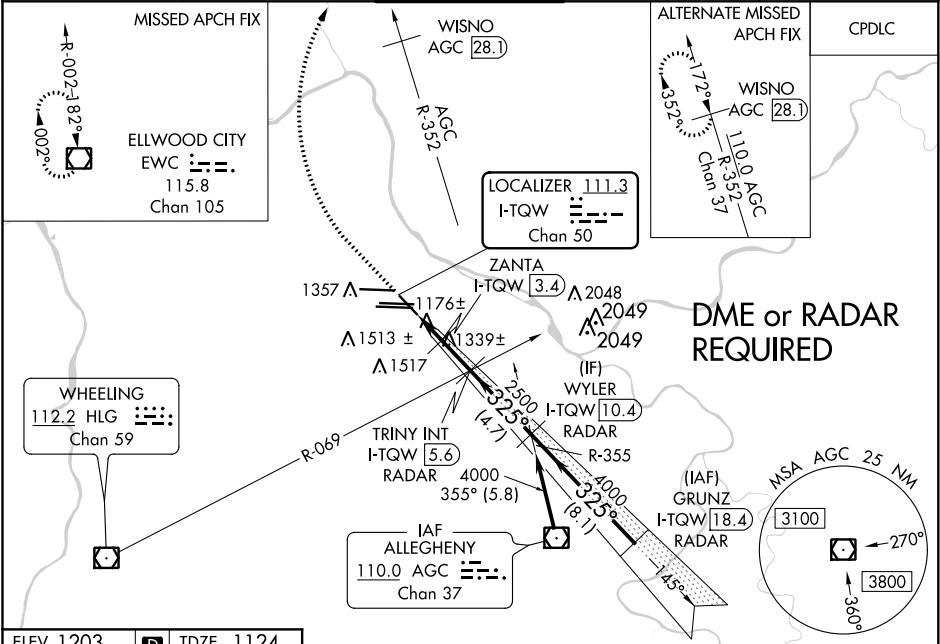 MISSED APCH FIX
R-002
182°
002°
ELLWOOD CITY
EWC
115.8
Chan 105
WISNO
AGC 28.1
AGC
R-352
ALTERNATE MISSED
APCH FIX
172°
352°
WISNO
AGC 28.1
110.0 AGC
R-352
Chan 37
CPDLC
LOCALIZER 111.3
I-TQW
Chan 50
ZANTA
I-TQW 3.4
1357
1176±
2048
2049
2049
1513 ±
1339±
1517
DME or RADAR
REQUIRED
WHEELING
112.2 HLG
Chan 59
R-069
TRINY INT
I-TQW 5.6
RADAR
2500
325°
(4.7)
(IF)
WYLER
I-TQW 10.4
RADAR
R-355
4000
355° (5.8)
4000
325°
(8.1)
(IAF)
GRUNZ
I-TQW 18.4
RADAR
145°
IAF
ALLEGHENY
110.0 AGC
Chan 37
MSA AGC 25 NM
3100
270°
3800
360°
ELEV 1203 D TDZE 1124